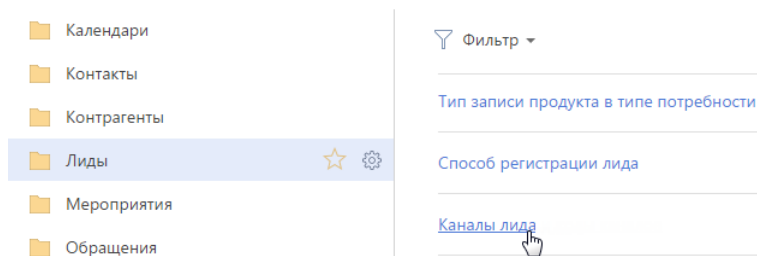 Календари
Контакты
Контрагенты
Лиды
Мероприятия
Обращения
Фильтр
Тип записи продукта в типе потребности
Способ регистрации лида
Каналы лида